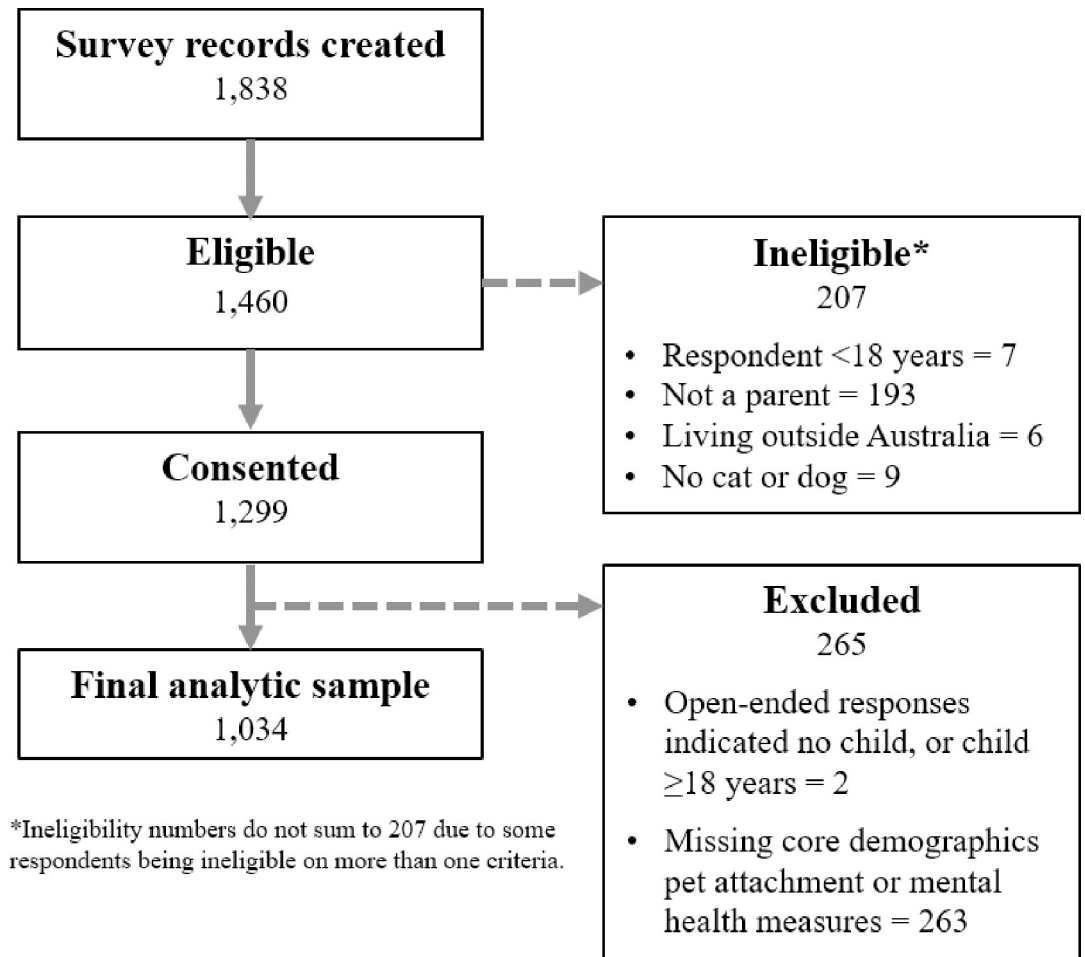 Survey records created
1,838
Eligible
1,460
Ineligible*
207
• Respondent <18 years = 7
• Not a parent = 193
• Living outside Australia = 6
• No cat or dog = 9
Consented
1,299
Excluded
265
• Open-ended responses
indicated no child, or child
≥18 years = 2
• Missing core demographics
pet attachment or mental
health measures = 263
Final analytic sample
1,034
*Ineligibility numbers do not sum to 207 due to some
respondents being ineligible on more than one criteria.